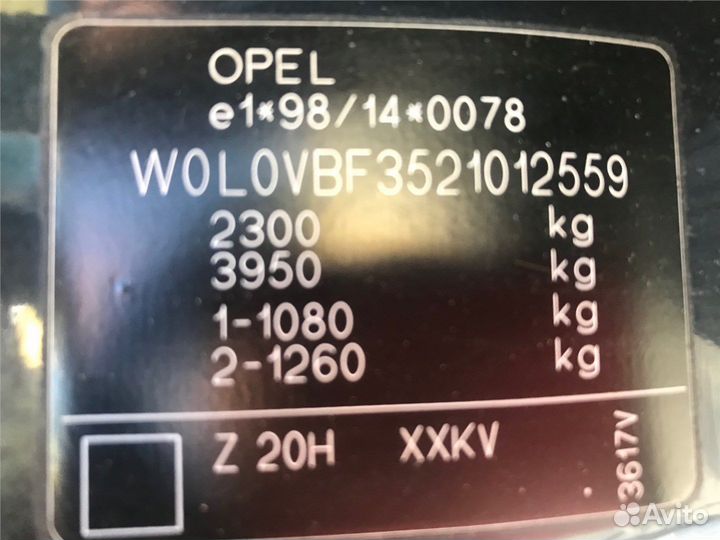 OPEL
e1*98/14*0078
W0L0VBF3521012559
2300 kg
3950 kg
1-1080 kg
2-1260 kg
Z 20H XXKV
3617V
Avito